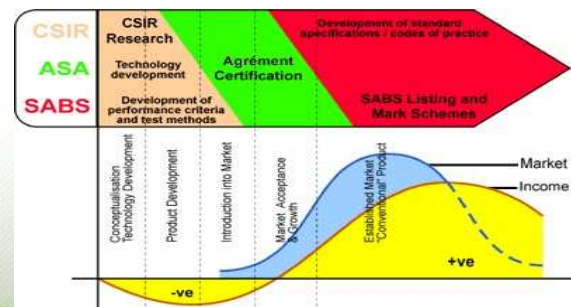 CSIR
ASA
SABS
CSIR
Research
Technology
development
Development of
performance criteria
and test methods
Agrément
Certification
Development of standard
specifications / codes of practice
SABS Listing and
Mark Schemes
Conceptualisation
Technology Development
Product Development
Introduction into Market
Market Acceptance
& Growth
Established Market
"Conventional" Product
Market
Income
-ve
+ve